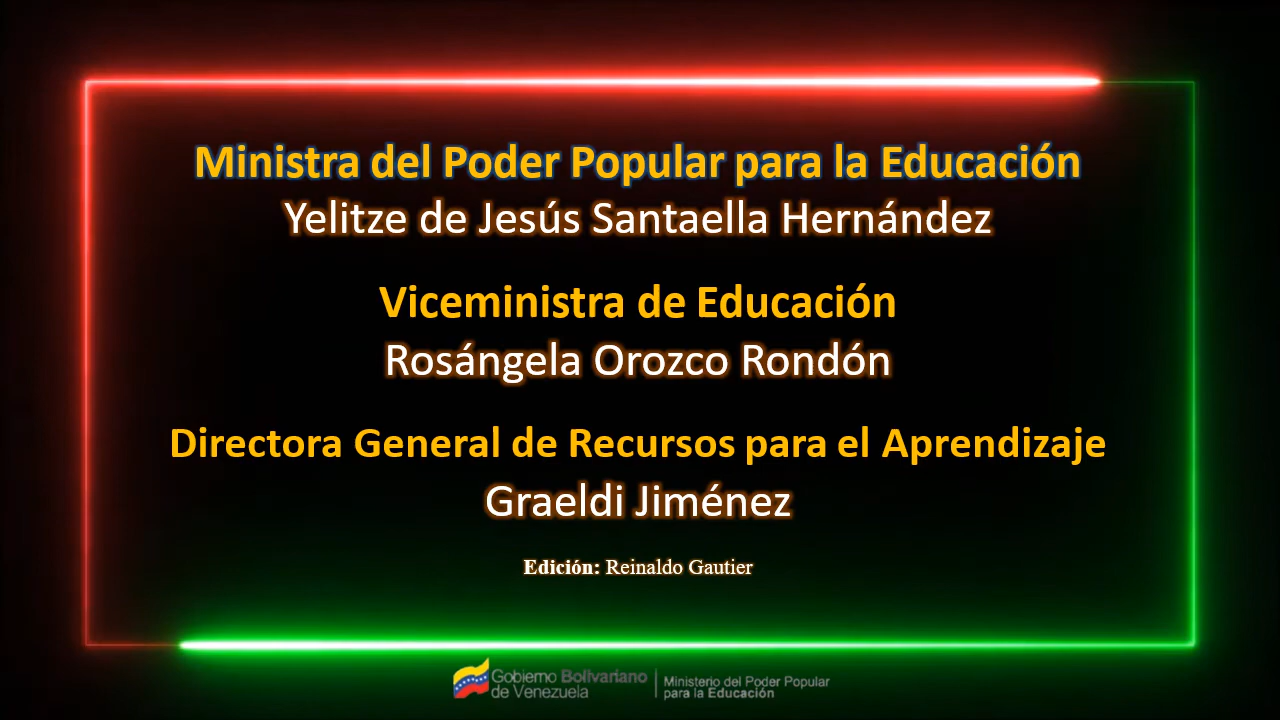 Ministra del Poder Popular para la Educación
Yelitze de Jesús Santaella Hernández
Viceministra de Educación
Rosángela Orozco Rondón
Directora General de Recursos para el Aprendizaje
Graeldi Jiménez
Edición: Reinaldo Gautier
Gobierno Bolivariano
de Venezuela
Ministerio del Poder Popular
para la Educación